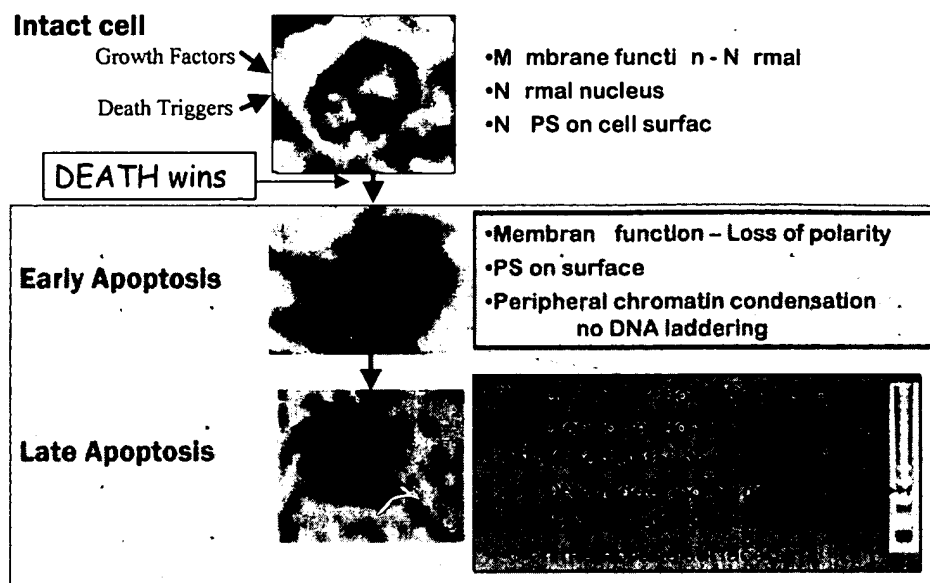 Intact cell
Growth Factors
Death Triggers
•M mbrane functi n - N rmal
•N rmal nucleus
•N PS on cell surfac
DEATH wins
Early Apoptosis
•Membran function – Loss of polarity
•PS on surface
•Peripheral chromatin condensation
no DNA laddering
Late Apoptosis